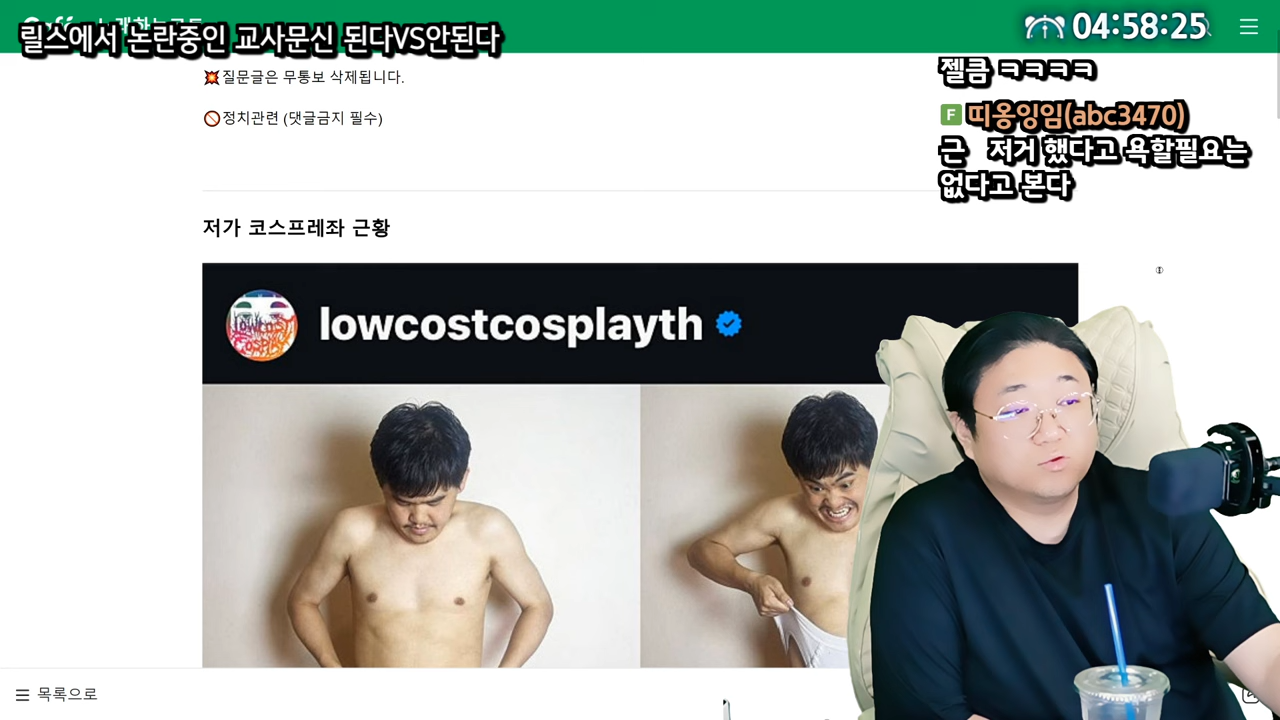 릴스에서 논란중인 교사문신 된다VS안된다
04:58:25
💥질문글은 무통보 삭제됩니다.
🚫정치관련 (댓글금지 필수)
젤큼 ㅋㅋㅋㅋ
F 띠옹잉임(abc3470)
근 저거 했다고 욕할필요는
없다고 본다
저가 코스프레좌 근황
lowcostcosplayth
LOWCOST
COSPLAY
목록으로